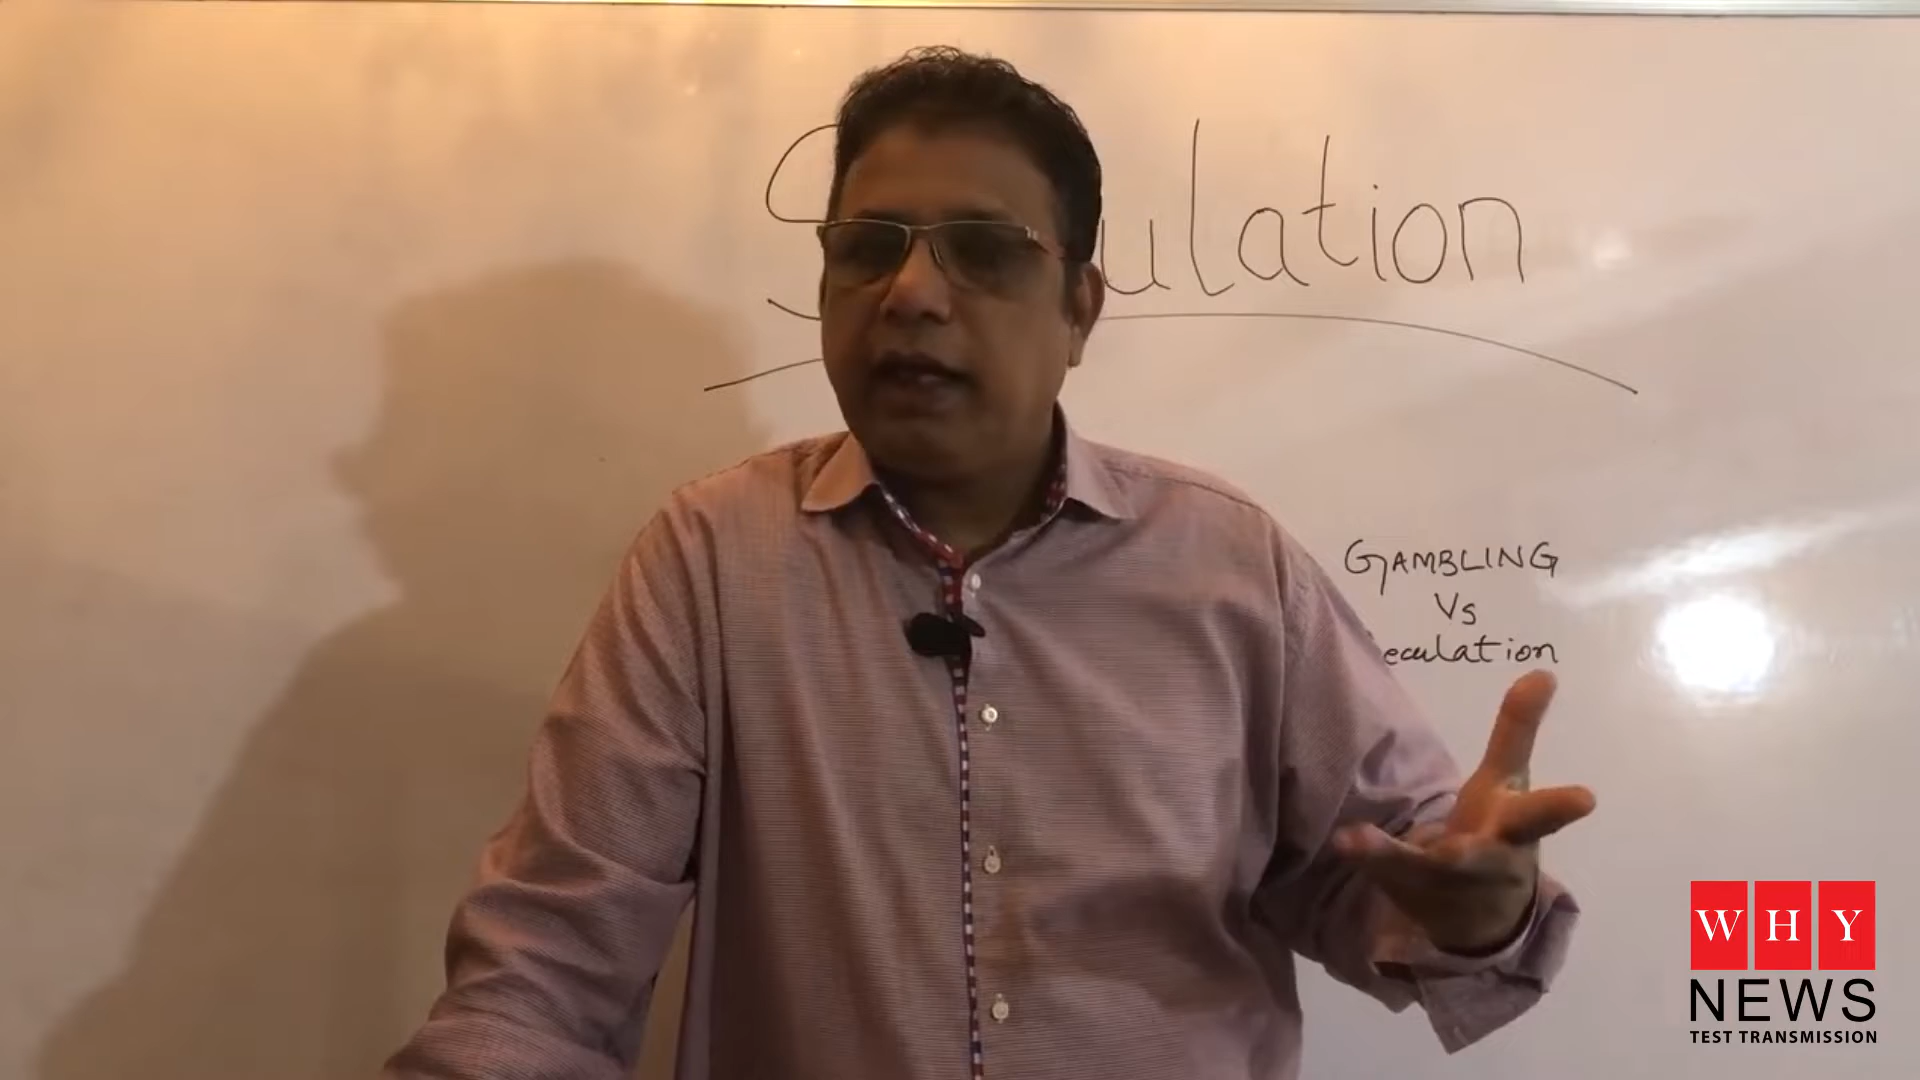 S ulation
GAMBLING
Vs
eculation
WHY
NEWS
TEST TRANSMISSION